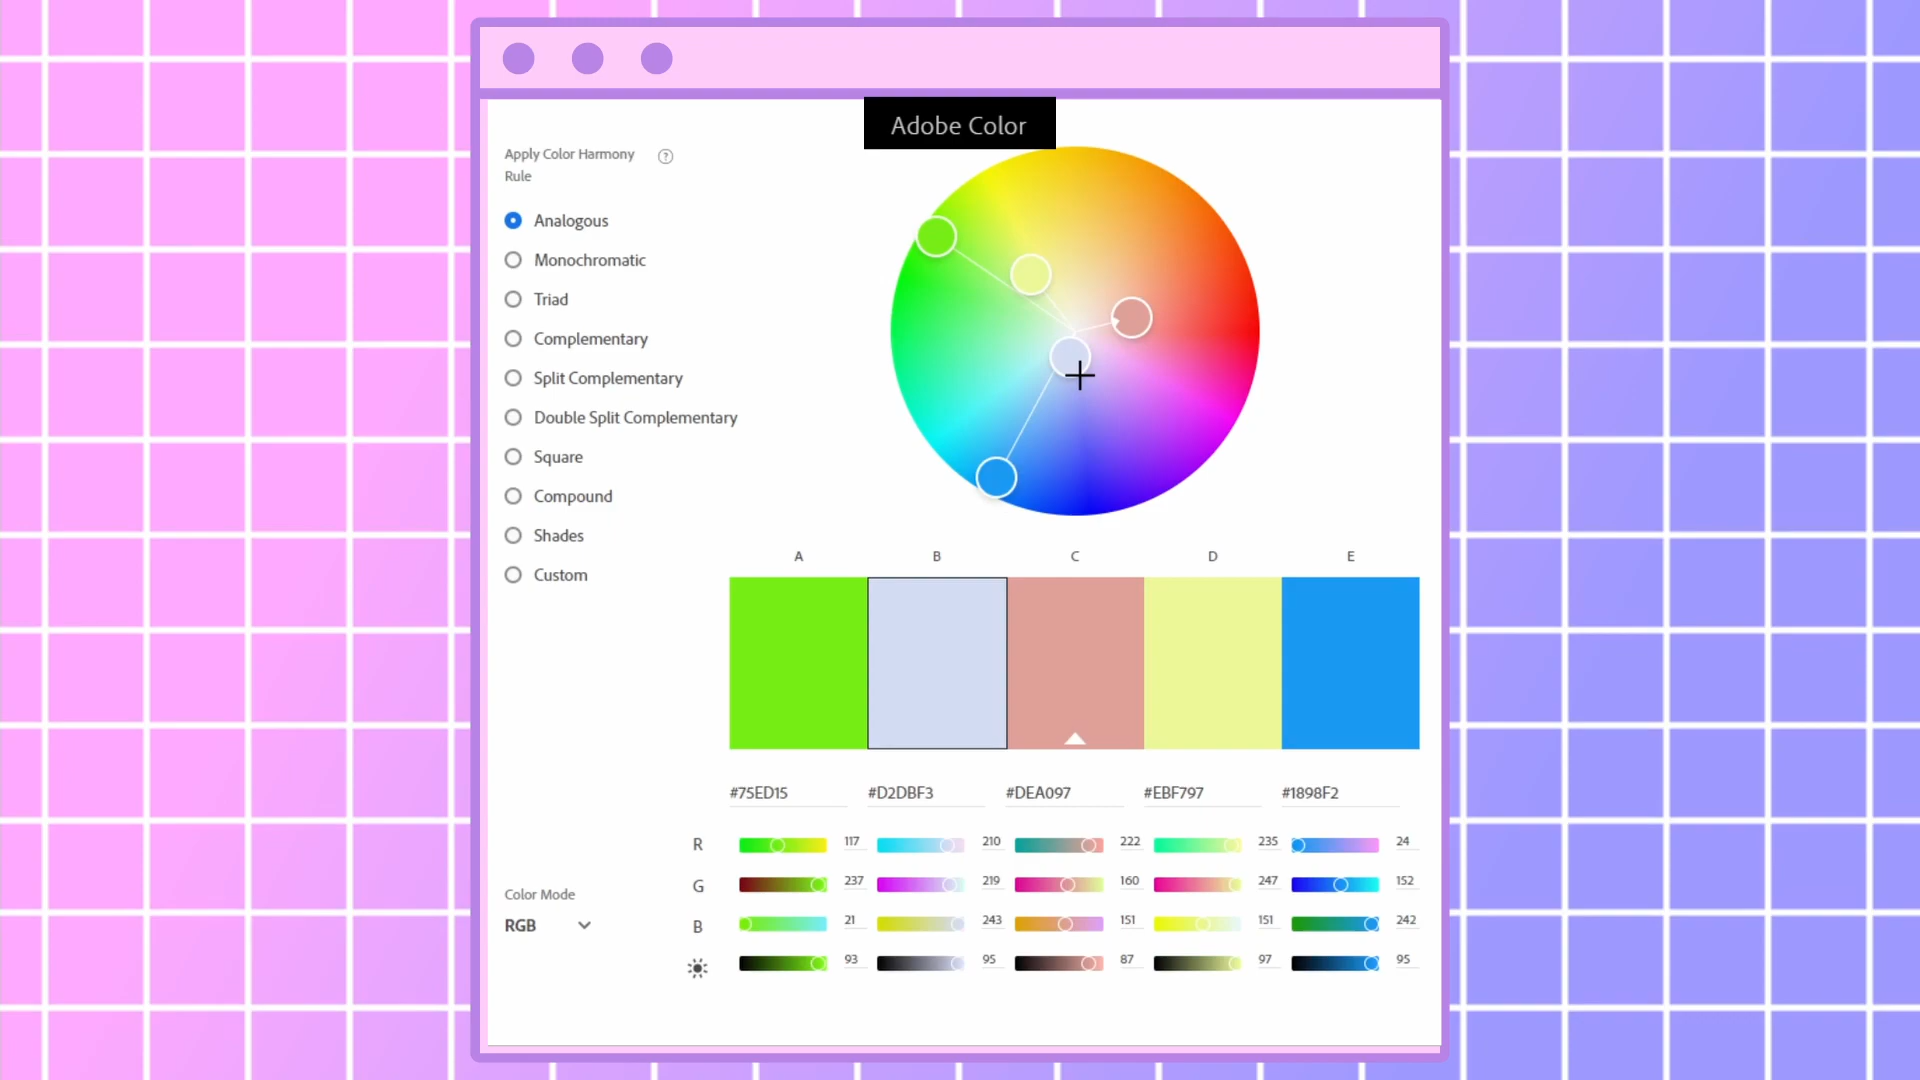 Adobe Color
Apply Color Harmony
Rule
?
Analogous
Monochromatic
Triad
Complementary
Split Complementary
Double Split Complementary
Square
Compound
Shades
Custom
A B C D E
#75ED15 #D2DBF3 #DEA097 #EBF797 #1898F2
R 117 210 222 235 24
G 237 219 160 247 152
B 21 243 151 151 242
93 95 87 97 95
Color Mode
RGB